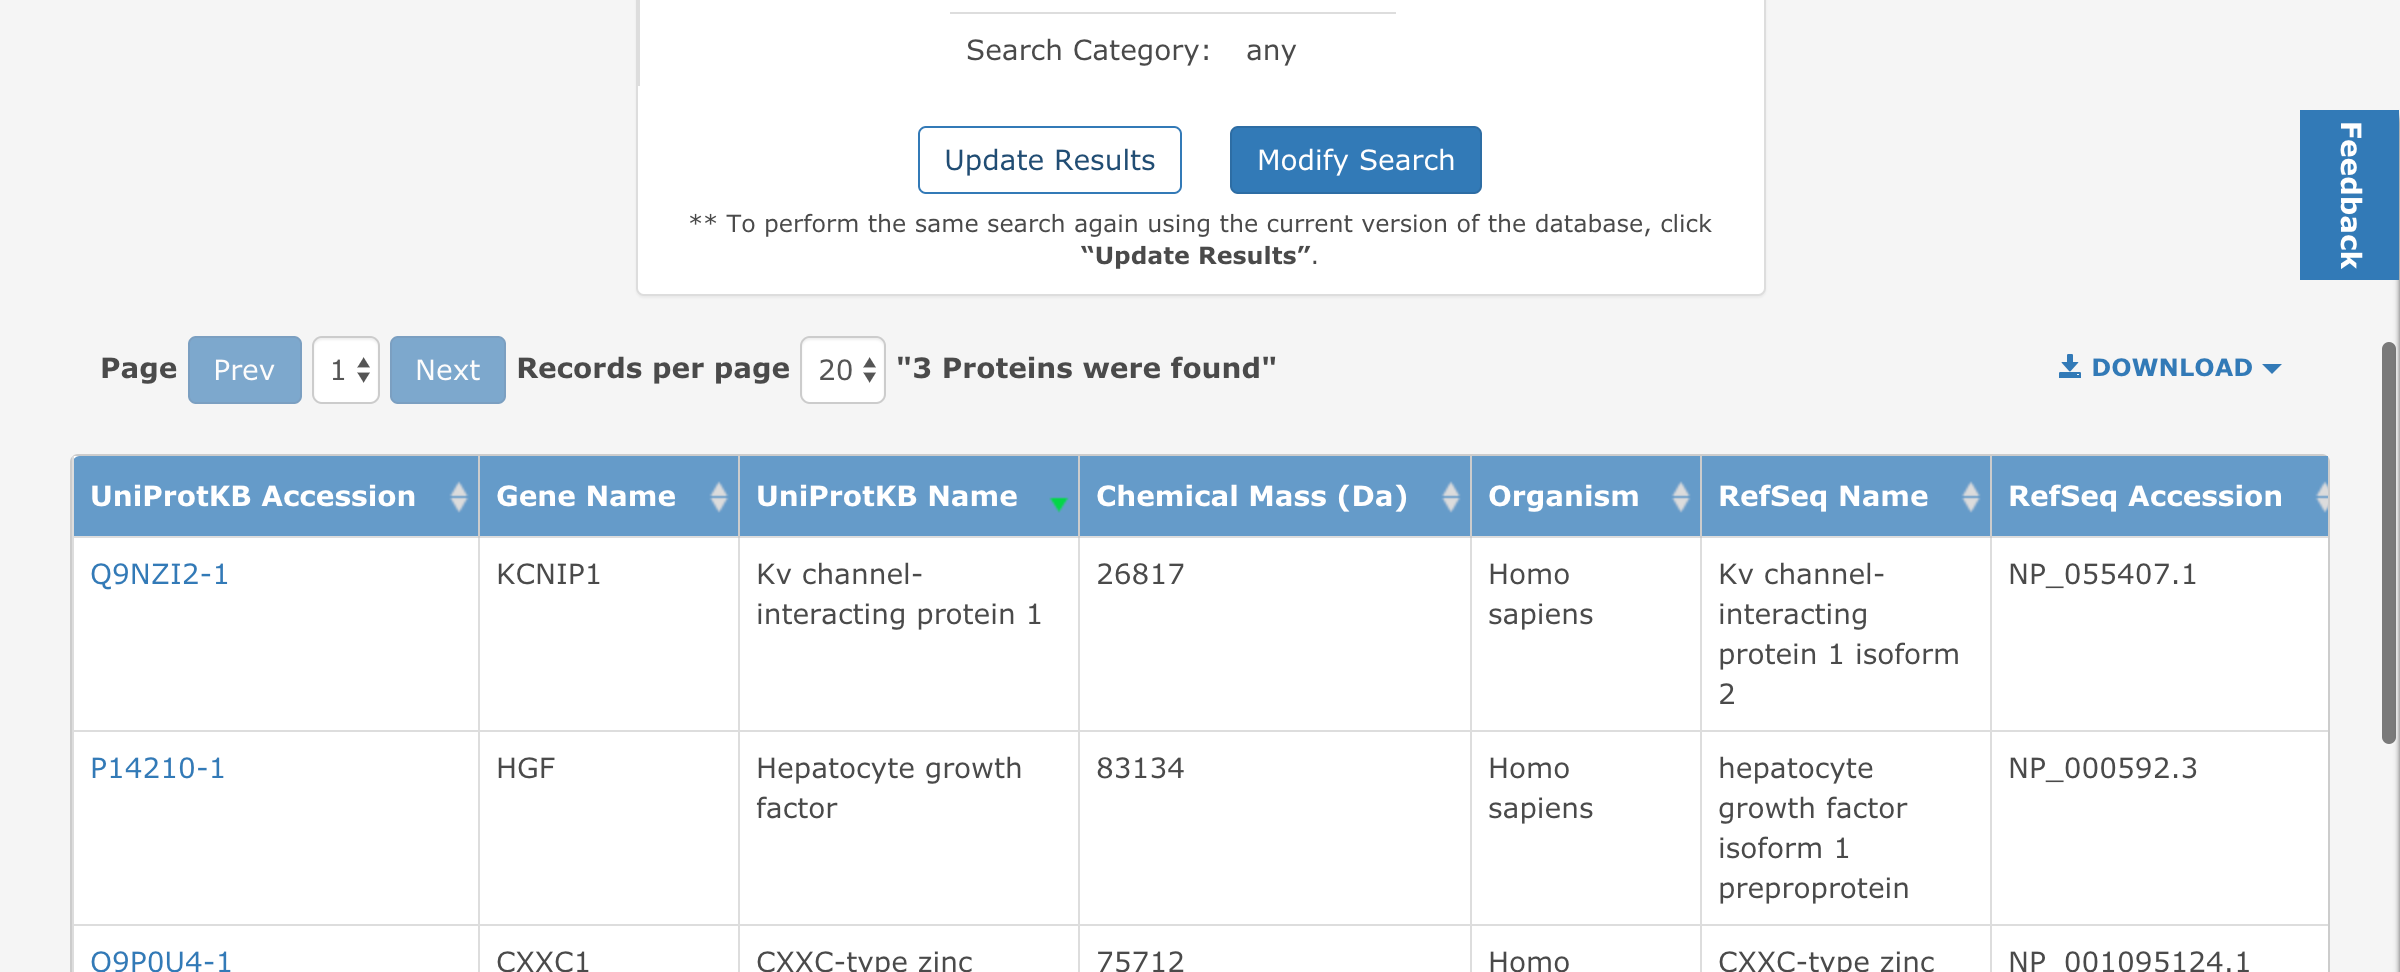 Search Category: any
Update Results Modify Search
Feedback
** To perform the same search again using the current version of the database, click
“Update Results”.
Page Prev 1 Next Records per page 20 "3 Proteins were found" DOWNLOAD
UniProtKB Accession Gene Name UniProtKB Name Chemical Mass (Da) Organism RefSeq Name RefSeq Accession
Q9NZI2-1 KCNIP1 Kv channel- 26817 Homo Kv channel- NP_055407.1
interacting protein 1 sapiens interacting
protein 1 isoform
2
P14210-1 HGF Hepatocyte growth 83134 Homo hepatocyte NP_000592.3
factor sapiens growth factor
isoform 1
preproprotein
Q9P0U4-1 CXXC1 CXXC-type zinc 75712 Homo CXXC-type zinc NP_001095124.1